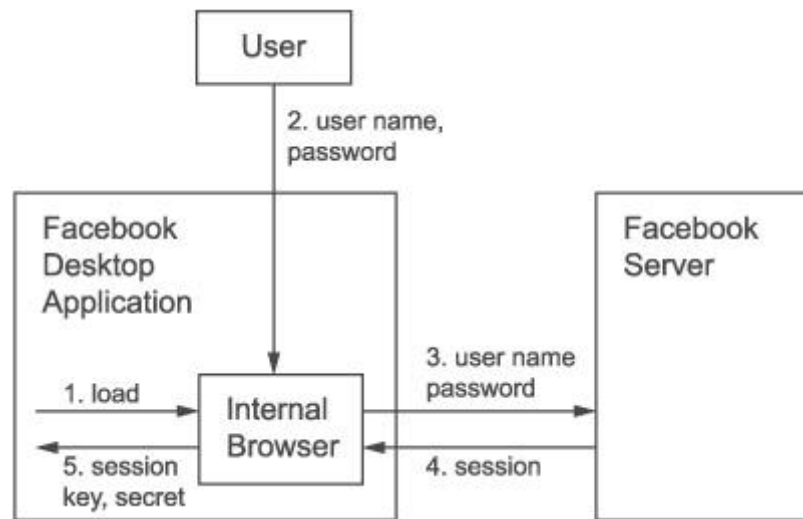 User
2. user name,
password
Facebook
Desktop
Application
Facebook
Server
1. load
Internal
Browser
3. user name
password
5. session
key, secret
4. session